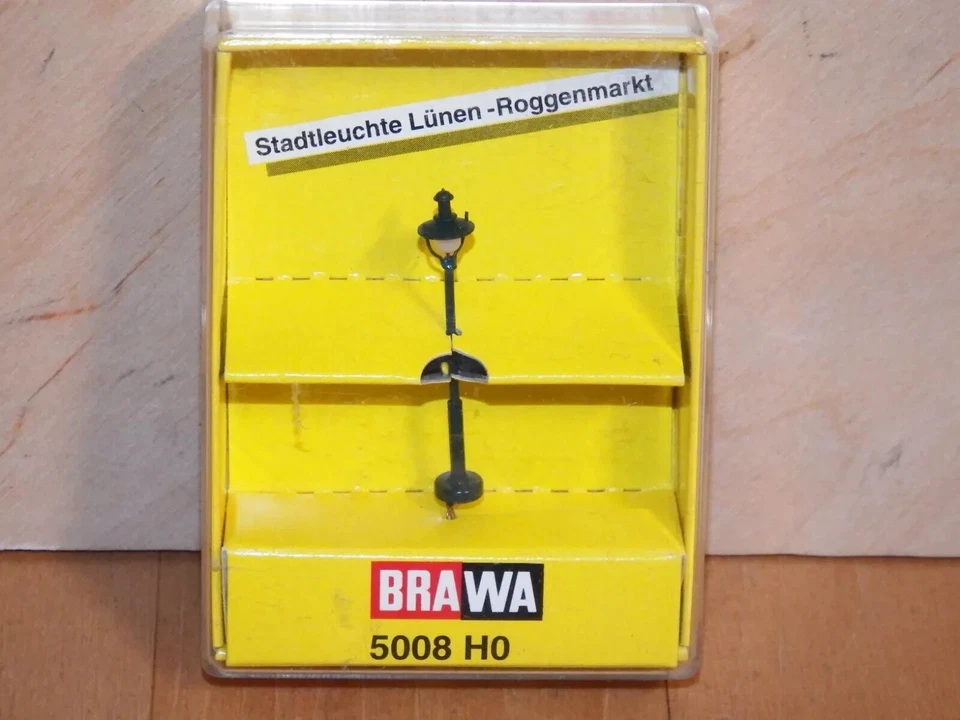 Stadtleuchte Lünen -Roggenmarkt
BRAWA
5008 H0